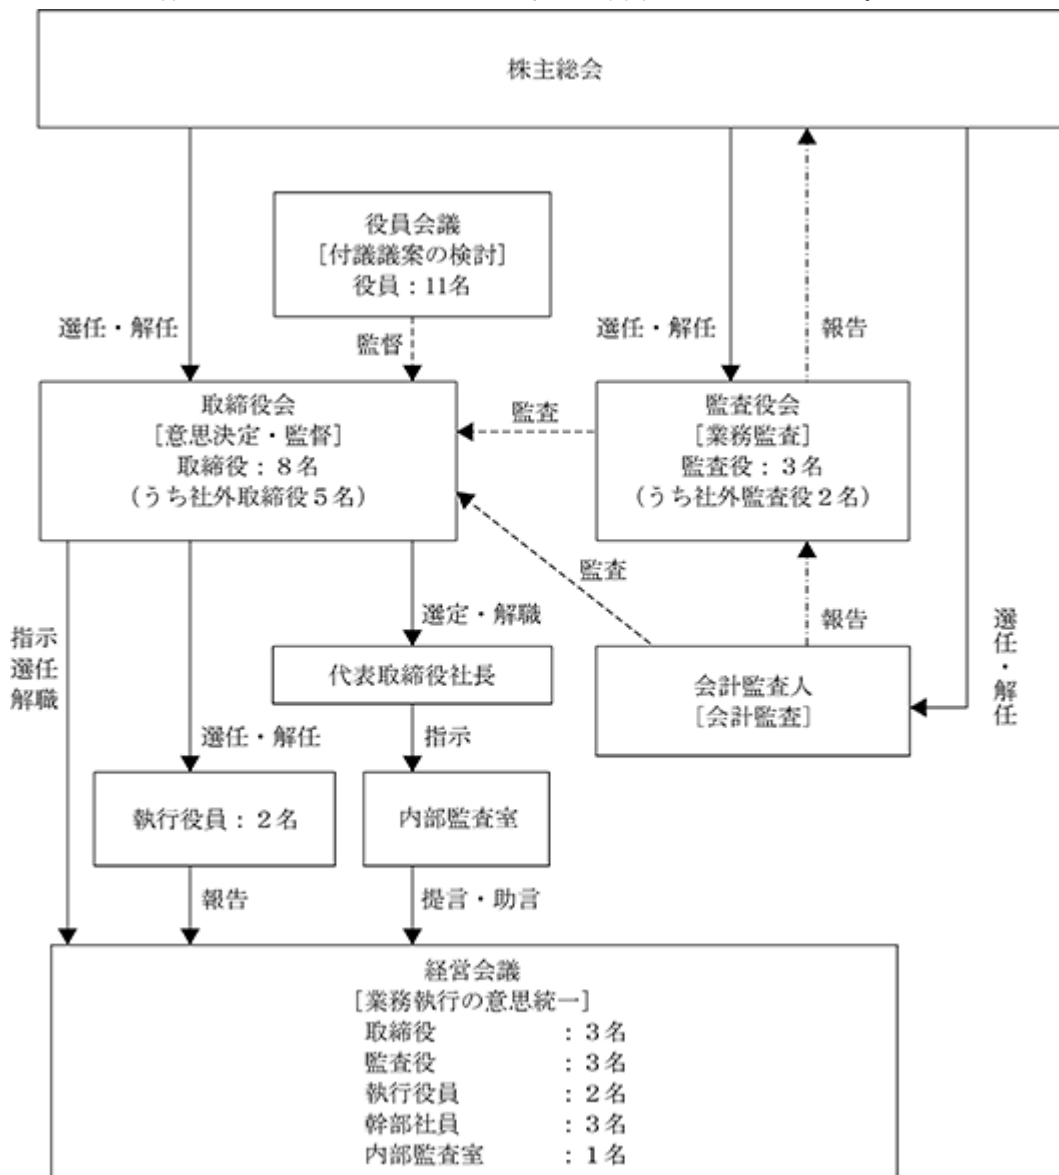 株主総会
役員会議
[付議議案の検討]
役員：11名
選任・解任
監督
選任・解任
報告
取締役会
[意思決定・監督]
取締役：8名
(うち社外取締役5名)
監査
監査役会
[業務監査]
監査役：3名
(うち社外監査役2名)
監査
報告
選任・解任
指示
選任
解職
選定・解職
代表取締役社長
会計監査人
[会計監査]
選任・解任
指示
執行役員：2名
内部監査室
報告
提言・助言
経営会議
[業務執行の意思統一]
取締役 ：3名
監査役 ：3名
執行役員 ：2名
幹部社員 ：3名
内部監査室 ：1名